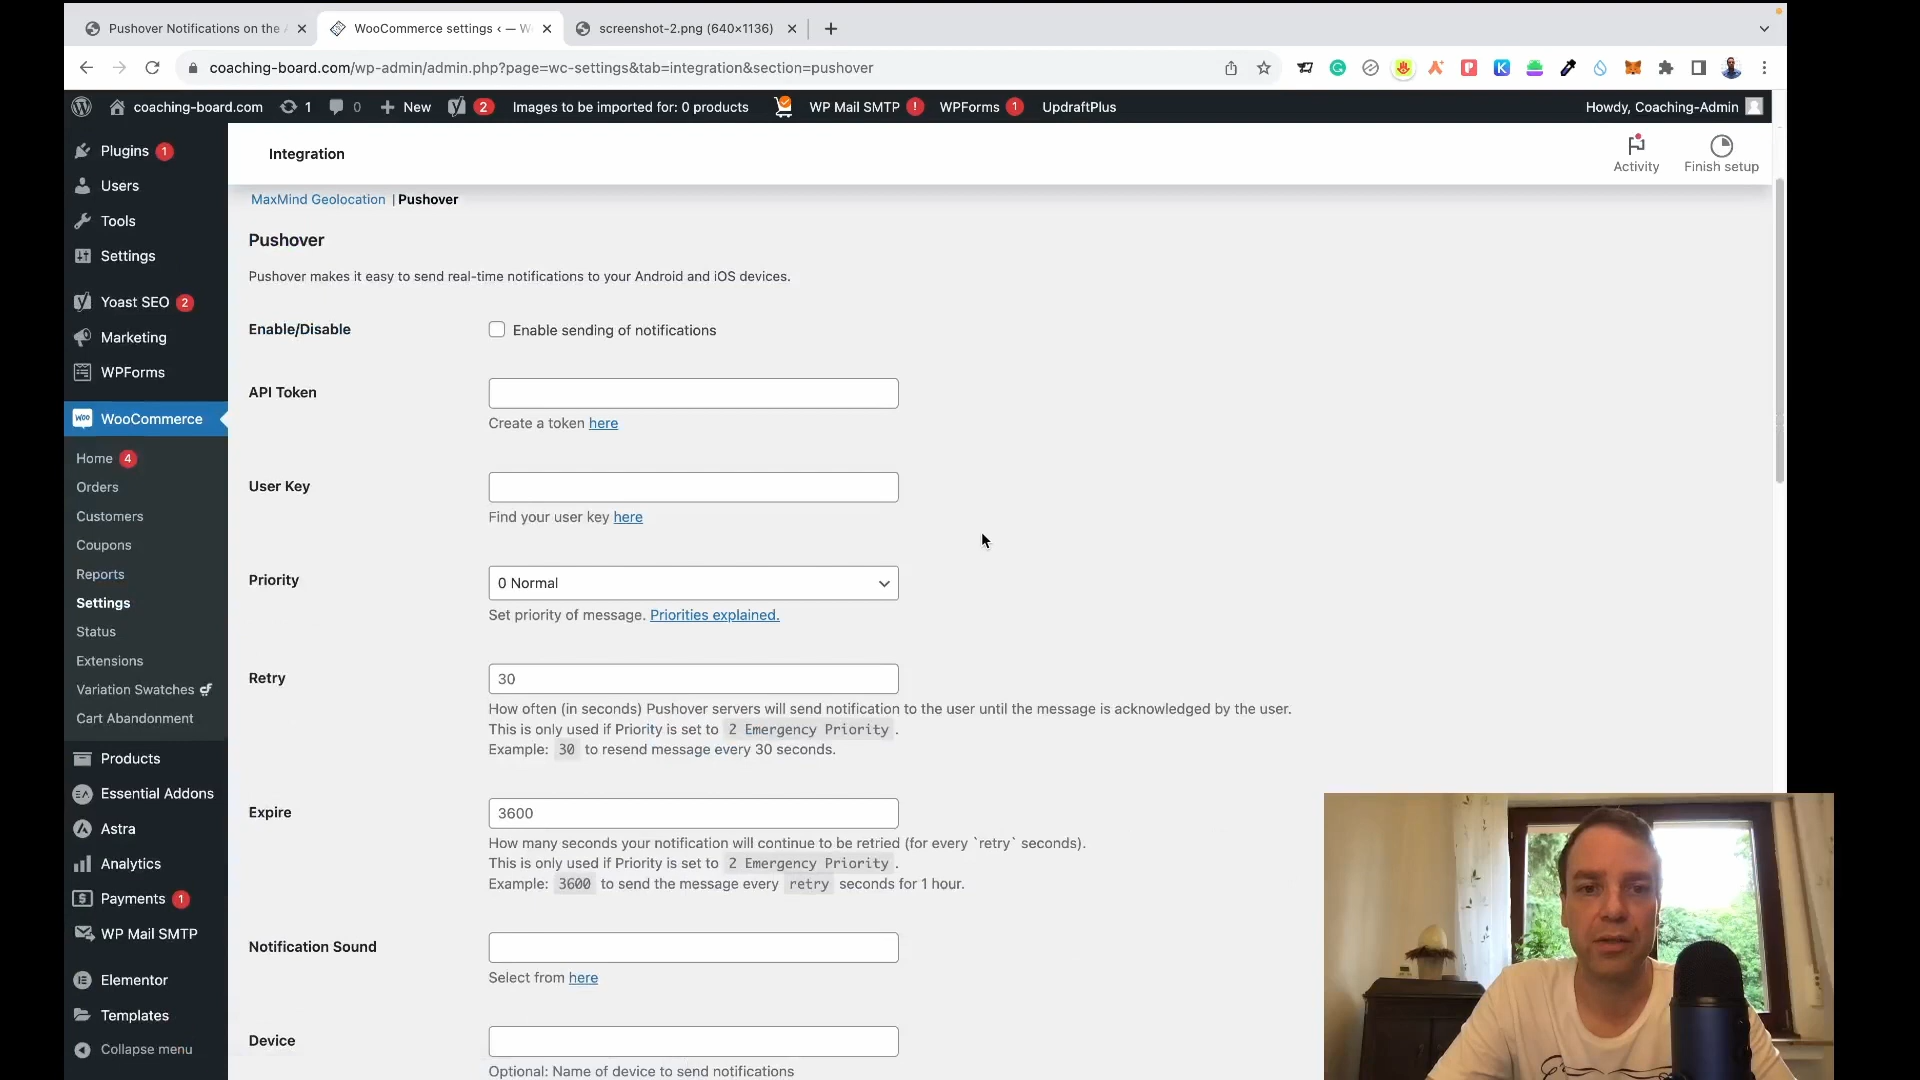 Pushover Notifications on the
WooCommerce settings ‹ — W
screenshot-2.png (640×1136)
coaching-board.com/wp-admin/admin.php?page=wc-settings&tab=integration&section=pushover
coaching-board.com
1
0
New
2
Images to be imported for: 0 products
WP Mail SMTP !
WPForms 1
UpdraftPlus
Howdy, Coaching-Admin
Plugins 1
Users
Tools
Settings
Yoast SEO 2
Marketing
WPForms
WooCommerce
Home 4
Orders
Customers
Coupons
Reports
Settings
Status
Extensions
Variation Swatches
Cart Abandonment
Products
Essential Addons
Astra
Analytics
Payments 1
WP Mail SMTP
Elementor
Templates
Collapse menu
Integration
Activity
Finish setup
MaxMind Geolocation | Pushover
Pushover
Pushover makes it easy to send real-time notifications to your Android and iOS devices.
Enable/Disable
Enable sending of notifications
API Token
Create a token here
User Key
Find your user key here
Priority
0 Normal
Set priority of message. Priorities explained.
Retry
30
How often (in seconds) Pushover servers will send notification to the user until the message is acknowledged by the user.
This is only used if Priority is set to 2 Emergency Priority .
Example: 30 to resend message every 30 seconds.
Expire
3600
How many seconds your notification will continue to be retried (for every `retry` seconds).
This is only used if Priority is set to 2 Emergency Priority .
Example: 3600 to send the message every retry seconds for 1 hour.
Notification Sound
Select from here
Device
Optional: Name of device to send notifications